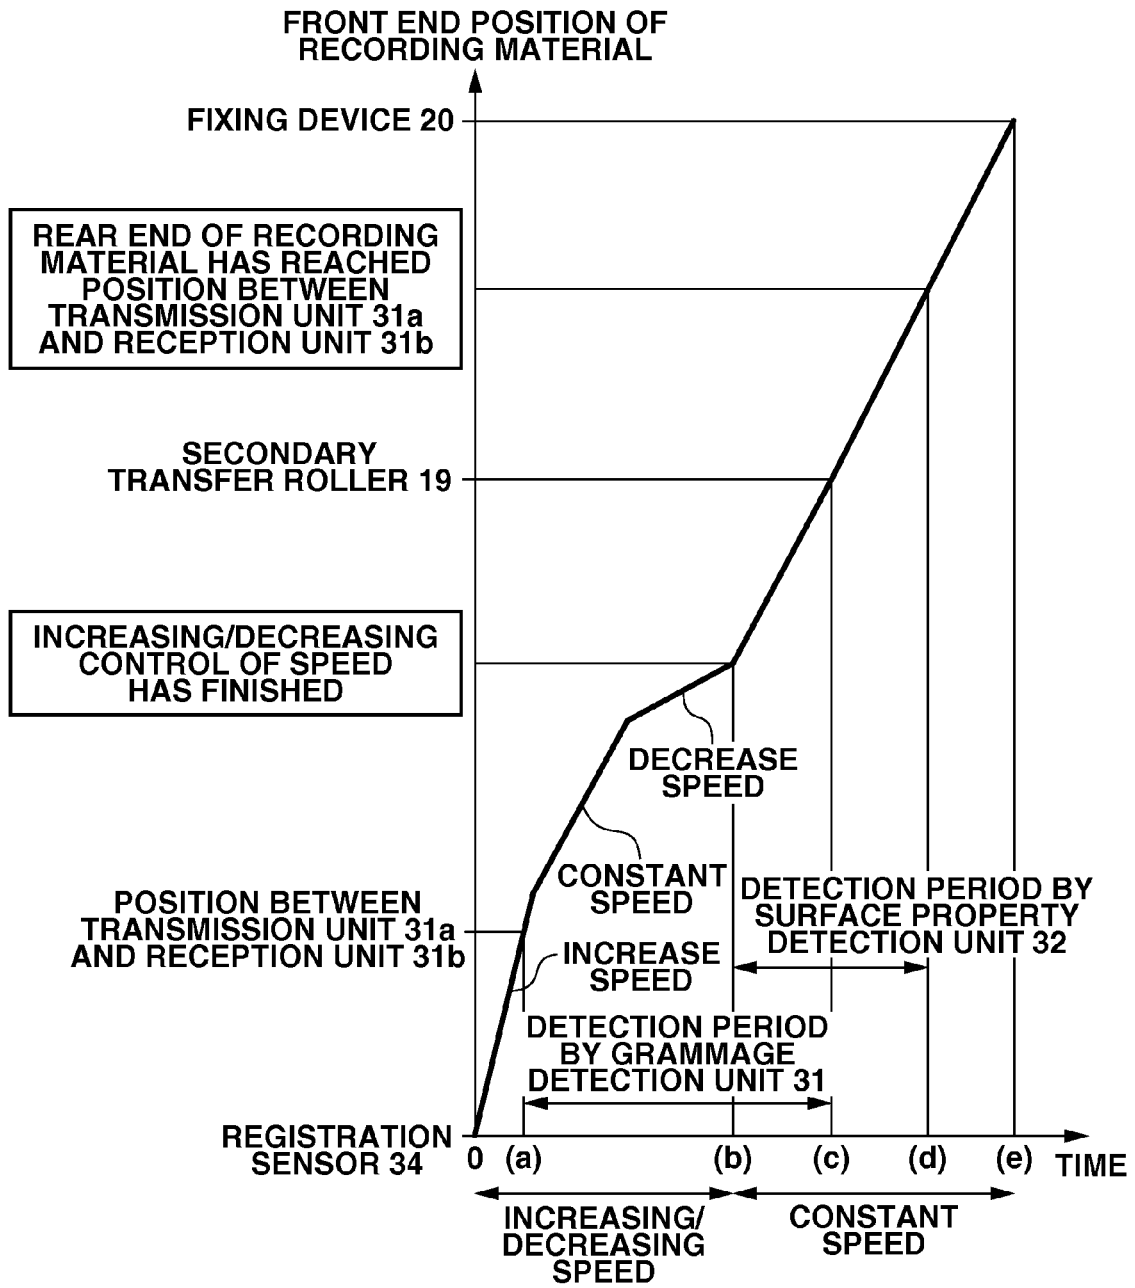 FRONT END POSITION OF
RECORDING MATERIAL
FIXING DEVICE 20
REAR END OF RECORDING
MATERIAL HAS REACHED
POSITION BETWEEN
TRANSMISSION UNIT 31a
AND RECEPTION UNIT 31b
SECONDARY
TRANSFER ROLLER 19
INCREASING/DECREASING
CONTROL OF SPEED
HAS FINISHED
DECREASE
SPEED
CONSTANT
SPEED
DETECTION PERIOD BY
SURFACE PROPERTY
DETECTION UNIT 32
POSITION BETWEEN
TRANSMISSION UNIT 31a
AND RECEPTION UNIT 31b
INCREASE
SPEED
DETECTION PERIOD
BY GRAMMAGE
DETECTION UNIT 31
REGISTRATION
SENSOR 34
0 (a) (b) (c) (d) (e) TIME
INCREASING/
DECREASING
SPEED
CONSTANT
SPEED